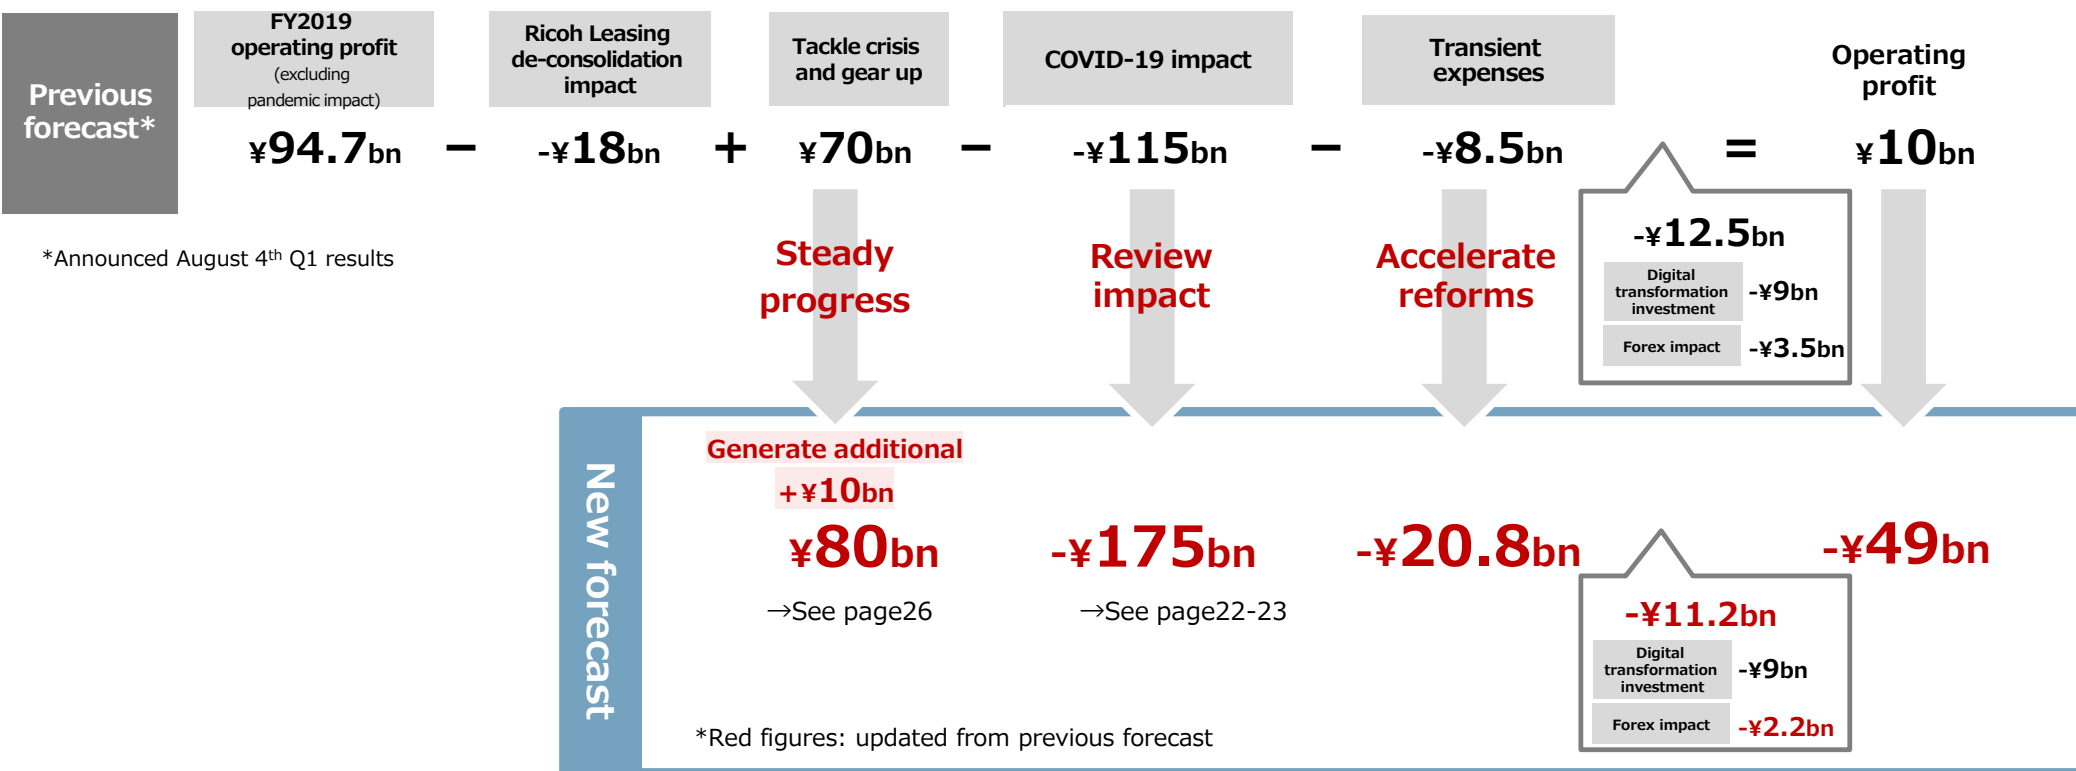 Previous
forecast*
FY2019
operating profit
(excluding
pandemic impact)
¥94.7bn
−
Ricoh Leasing
de-consolidation
impact
-¥18bn
+
Tackle crisis
and gear up
¥70bn
−
COVID-19 impact
-¥115bn
−
Transient
expenses
-¥8.5bn
=
Operating
profit
¥10bn
*Announced August 4th Q1 results
Steady
progress
Review
impact
Accelerate
reforms
-¥12.5bn
Digital
transformation
investment
-¥9bn
Forex impact
-¥3.5bn
New forecast
Generate additional
+¥10bn
¥80bn
→See page26
-¥175bn
→See page22-23
-¥20.8bn
-¥11.2bn
Digital
transformation
investment
-¥9bn
Forex impact
-¥2.2bn
-¥49bn
*Red figures: updated from previous forecast